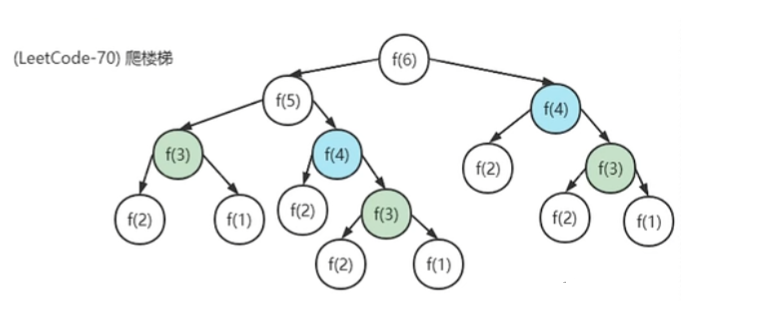 (LeetCode-70) 爬楼梯
f(6)
f(5)
f(4)
f(3)
f(4)
f(2)
f(3)
f(2)
f(1)
f(2)
f(3)
f(2)
f(1)
f(2)
f(1)